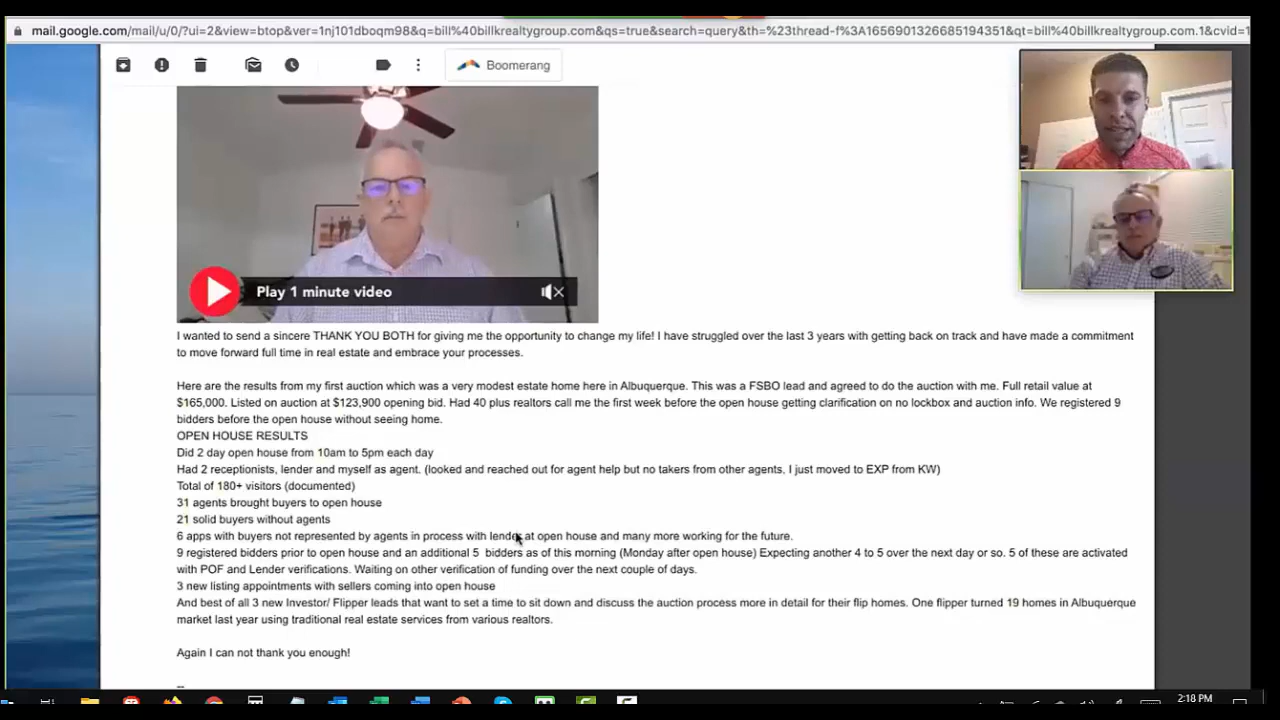 mail.google.com/mail/u/0/?ui=2&view=btop&ver=1nj101dboqm98&q=bill%40billkrealtygroup.com&qs=true&search=query&th=%23thread-f%3A1656901326685194351&qt=bill%40billkrealtygroup.com.1&cvid=1
Boomerang
Play 1 minute video
I wanted to send a sincere THANK YOU BOTH for giving me the opportunity to change my life! I have struggled over the last 3 years with getting back on track and have made a commitment
to move forward full time in real estate and embrace your processes.
Here are the results from my first auction which was a very modest estate home here in Albuquerque. This was a FSBO lead and agreed to do the auction with me. Full retail value at
$165,000. Listed on auction at $123,900 opening bid. Had 40 plus realtors call me the first week before the open house getting clarification on no lockbox and auction info. We registered 9
bidders before the open house without seeing home.
OPEN HOUSE RESULTS
Did 2 day open house from 10am to 5pm each day
Had 2 receptionists, lender and myself as agent. (looked and reached out for agent help but no takers from other agents, I just moved to EXP from KW)
Total of 180+ visitors (documented)
31 agents brought buyers to open house
21 solid buyers without agents
6 apps with buyers not represented by agents in process with lender at open house and many more working for the future.
9 registered bidders prior to open house and an additional 5 bidders as of this morning (Monday after open house) Expecting another 4 to 5 over the next day or so. 5 of these are activated
with POF and Lender verifications. Waiting on other verification of funding over the next couple of days.
3 new listing appointments with sellers coming into open house
And best of all 3 new Investor/ Flipper leads that want to set a time to sit down and discuss the auction process more in detail for their flip homes. One flipper turned 19 homes in Albuquerque
market last year using traditional real estate services from various realtors.
Again I can not thank you enough!
--
2:18 PM